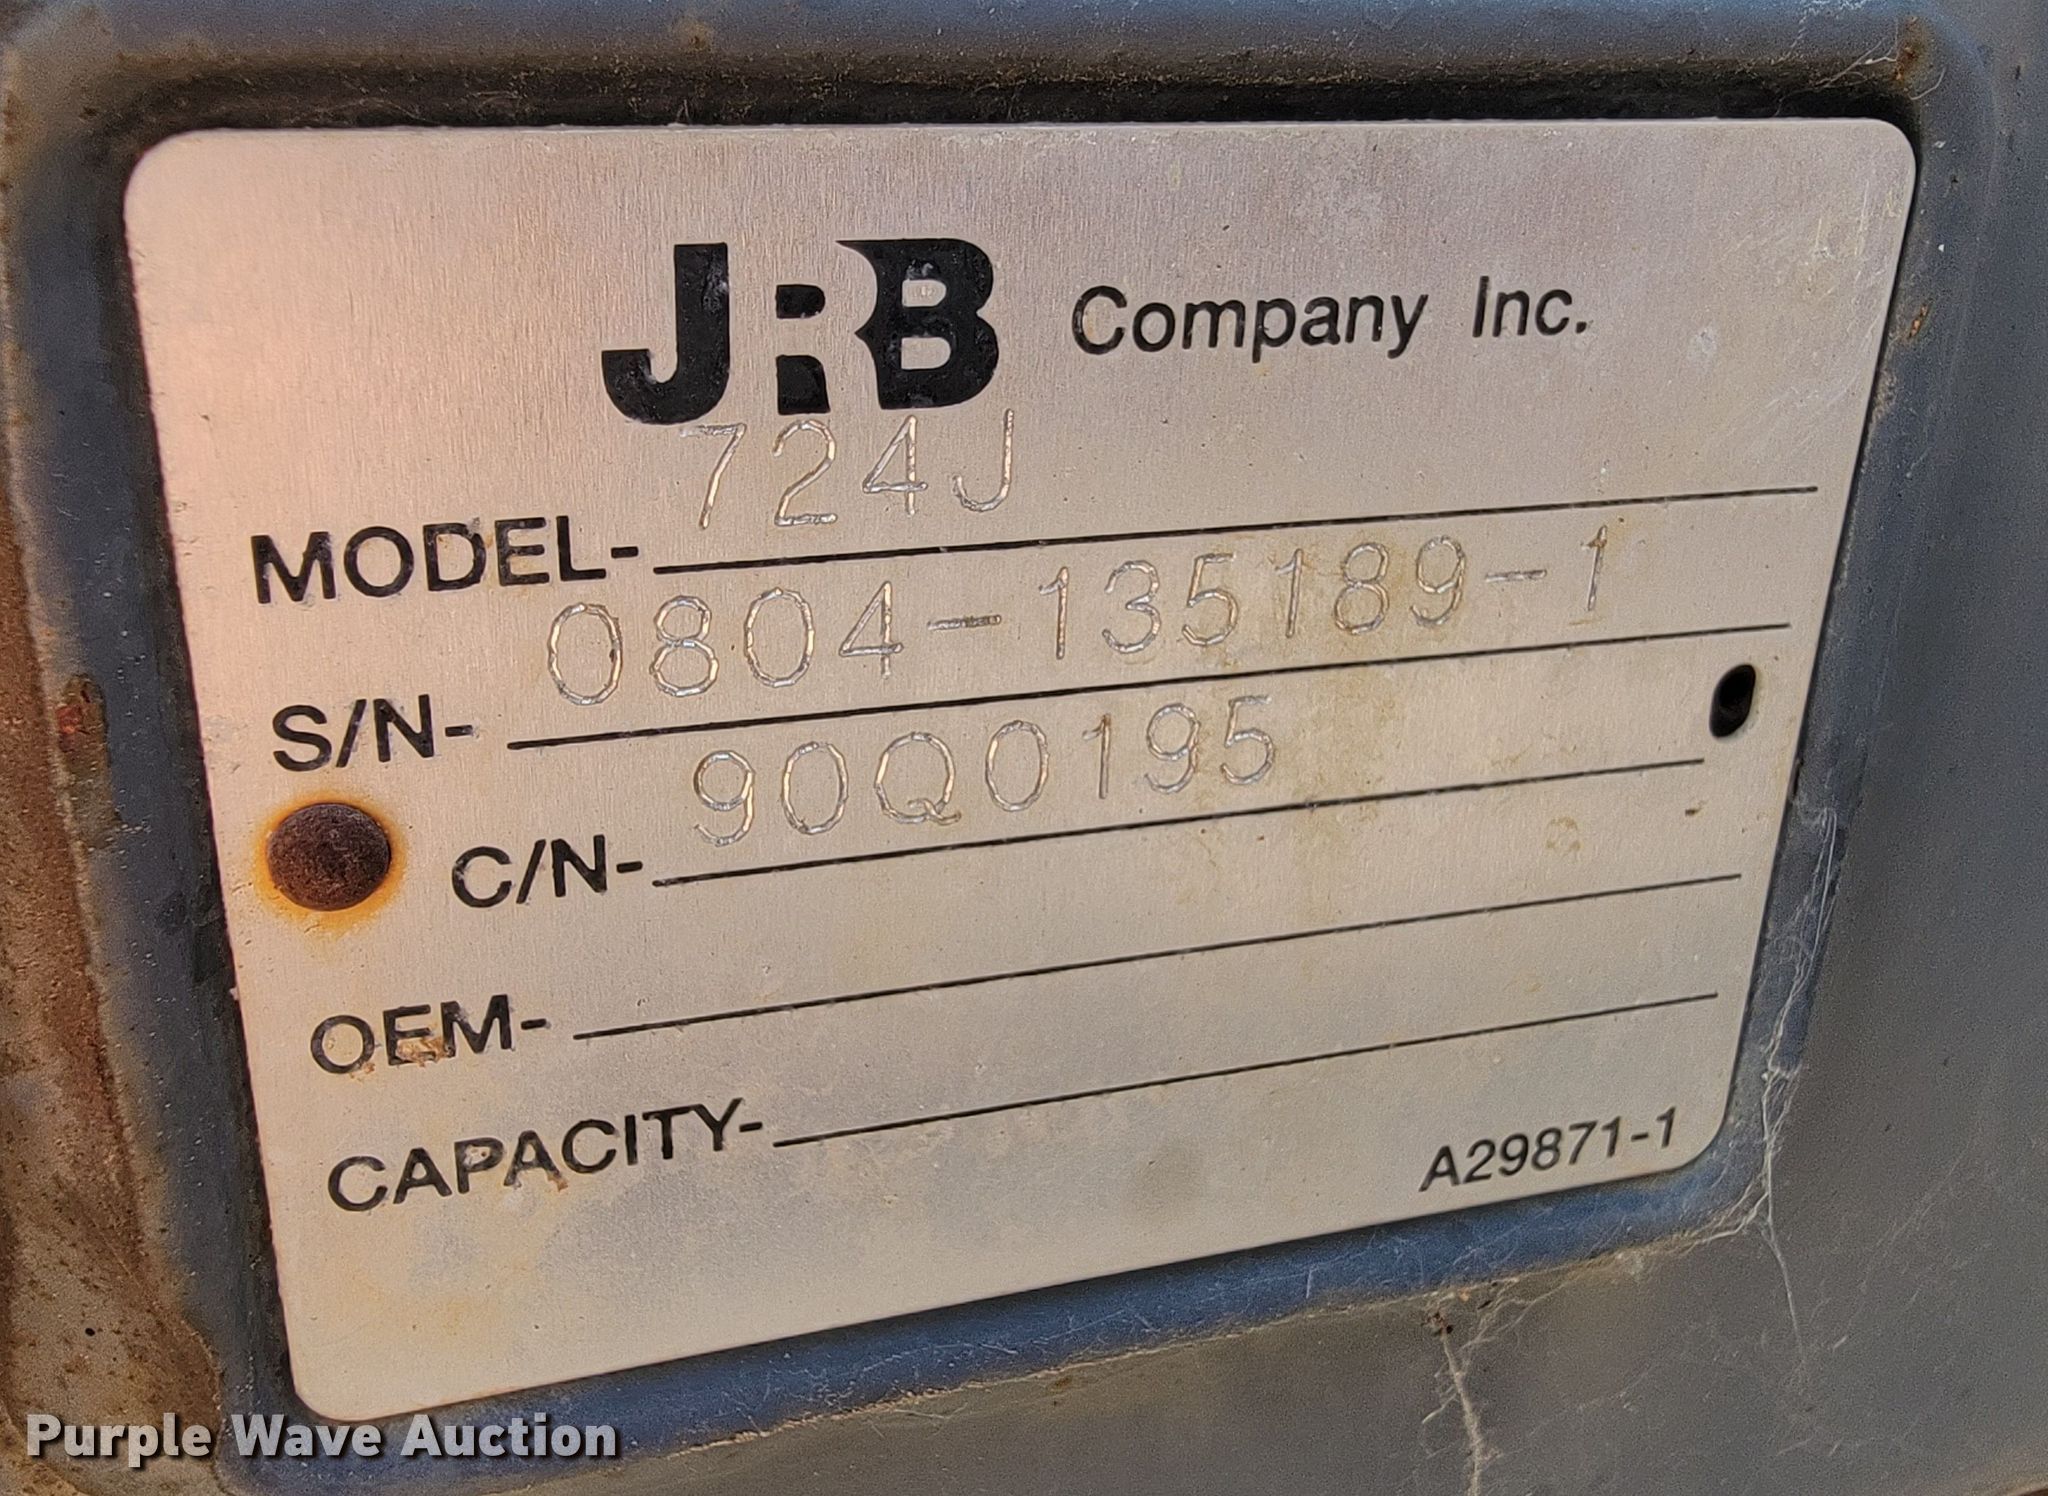 JRB Company Inc.
MODEL- 724J
S/N- 0804-135189-1
C/N- 90Q0195
OEM-
CAPACITY-
A29871-1
Purple Wave Auction